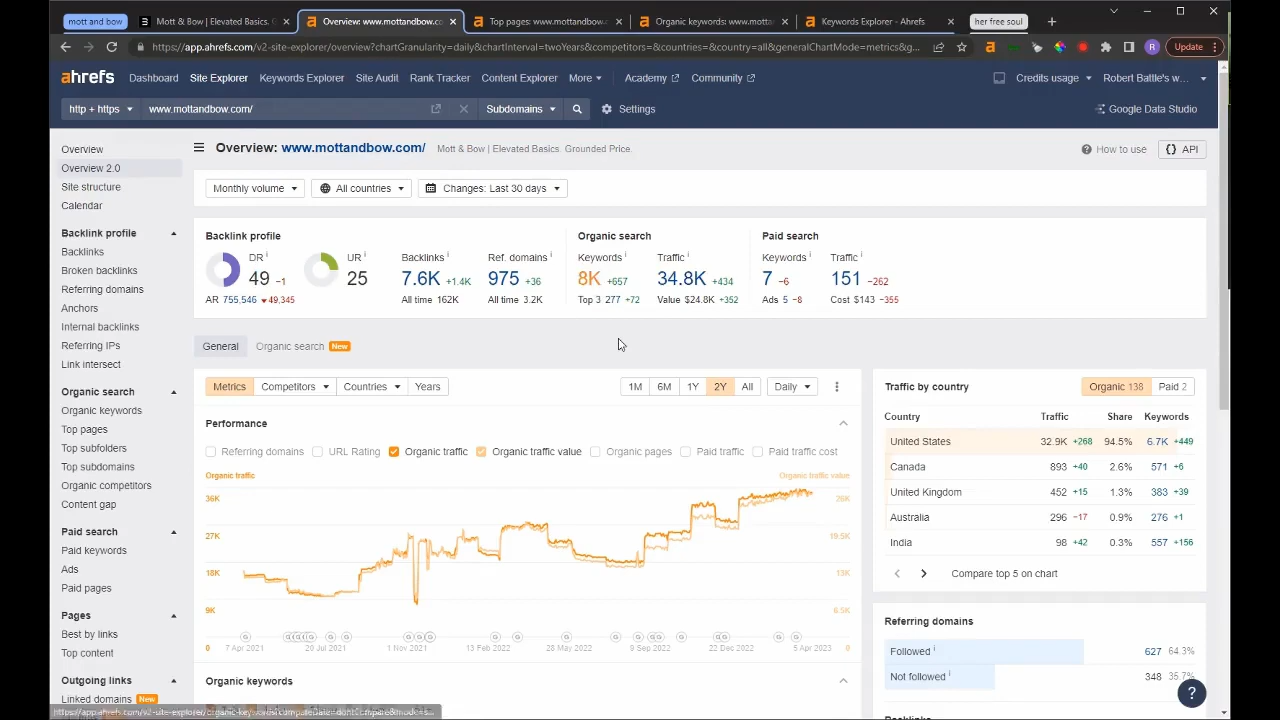 mott and bow
Mott & Bow | Elevated Basics. G
Overview: www.mottandbow.co
Top pages: www.mottandbow
Organic keywords: www.motta
Keywords Explorer - Ahrefs
her free soul
https://app.ahrefs.com/v2-site-explorer/overview?chartGranularity=daily&chartInterval=twoYears&competitors=&countries=&country=all&generalChartMode=metrics&g...
R
Update
ahrefs
Dashboard
Site Explorer
Keywords Explorer
Site Audit
Rank Tracker
Content Explorer
More
Academy
Community
Credits usage
Robert Battle's w...
http + https
www.mottandbow.com/
Subdomains
Settings
Google Data Studio
Overview
Overview 2.0
Site structure
Calendar
Backlink profile
Backlinks
Broken backlinks
Referring domains
Anchors
Internal backlinks
Referring IPs
Link intersect
Organic search
Organic keywords
Top pages
Top subfolders
Top subdomains
Organic competitors
Content gap
Paid search
Paid keywords
Ads
Paid pages
Pages
Best by links
Top content
Outgoing links
Linked domains New
Overview: www.mottandbow.com/
Mott & Bow | Elevated Basics. Grounded Price.
How to use
API
Monthly volume
All countries
Changes: Last 30 days
Backlink profile
DR
49 -1
AR 755,546 49,345
UR
25
Backlinks
7.6K +1.4K
All time 162K
Ref. domains
975 +36
All time 3.2K
Organic search
Keywords
8K +657
Top 3 277 +72
Traffic
34.8K +434
Value $24.8K +352
Paid search
Keywords
7 -6
Ads 5 -8
Traffic
151 -262
Cost $143 -355
General
Organic search New
Metrics
Competitors
Countries
Years
1M
6M
1Y
2Y
All
Daily
Performance
Referring domains
URL Rating
Organic traffic
Organic traffic value
Organic pages
Paid traffic
Paid traffic cost
Organic traffic
Organic traffic value
36K
27K
18K
9K
0
26K
19.5K
13K
6.5K
0
7 Apr 2021
20 Jul 2021
1 Nov 2021
13 Feb 2022
28 May 2022
9 Sep 2022
22 Dec 2022
5 Apr 2023
Organic keywords
Traffic by country
Organic 138
Paid 2
Country Traffic Share Keywords
United States 32.9K +268 94.5% 6.7K +449
Canada 893 +40 2.6% 571 +6
United Kingdom 452 +15 1.3% 383 +39
Australia 296 -17 0.9% 276 +1
India 98 +42 0.3% 557 +156
Compare top 5 on chart
Referring domains
Followed 627 64.3%
Not followed 348 35.7%
?